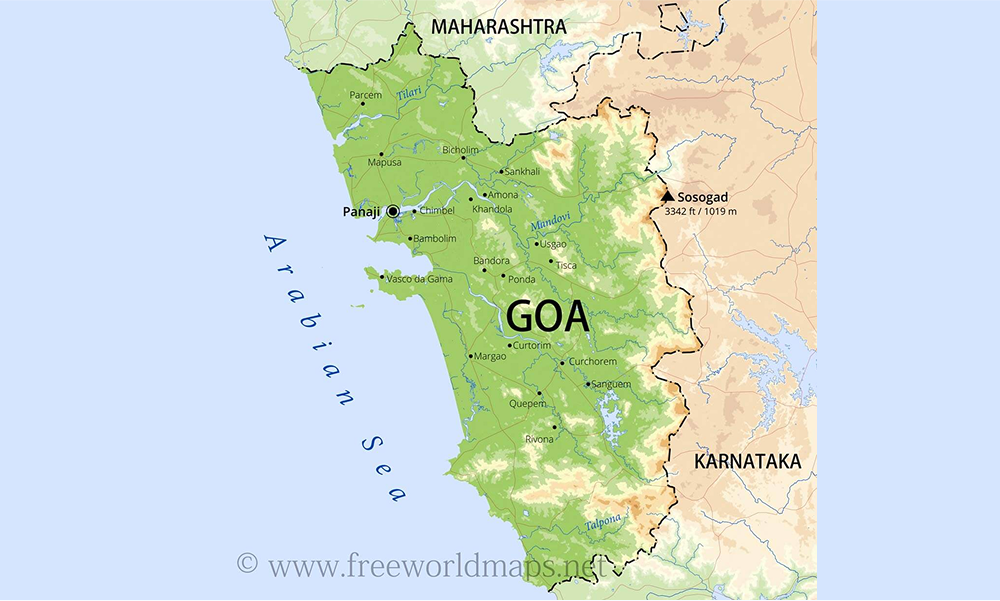 MAHARASHTRA
Parcem
Tilari
Bicholim
Mapusa
Sankhali
Amona
Sosogad
3342 ft / 1019 m
Panaji
Chimbel
Khandola
Mandovi
Bambolim
Usgao
Bandora
Tisca
Vasco da Gama
Ponda
Arabian Sea
GOA
Curtorim
Margao
Curchorem
Sanguem
Quepem
Rivona
KARNATAKA
Talpona
© www.freeworldmaps.net